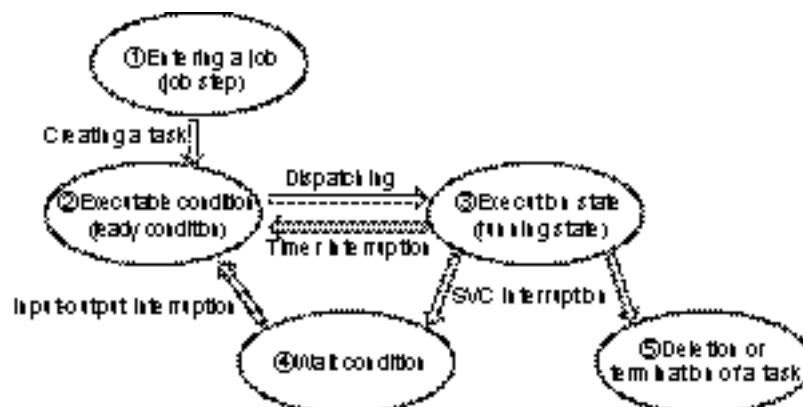 ①Entering a job
(job step)
Creating a task
Dispatching
②Executable condition
(ready condition)
③Execution state
(running state)
Timer interruption
Input-output interruption
SVC interruption
④Wait condition
⑤Deletion or
termination of a task